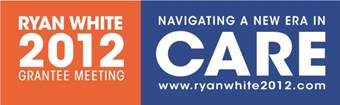 RYAN WHITE
2012
GRANTEE MEETING
NAVIGATING A NEW ERA IN
CARE
www.ryanwhite2012.com